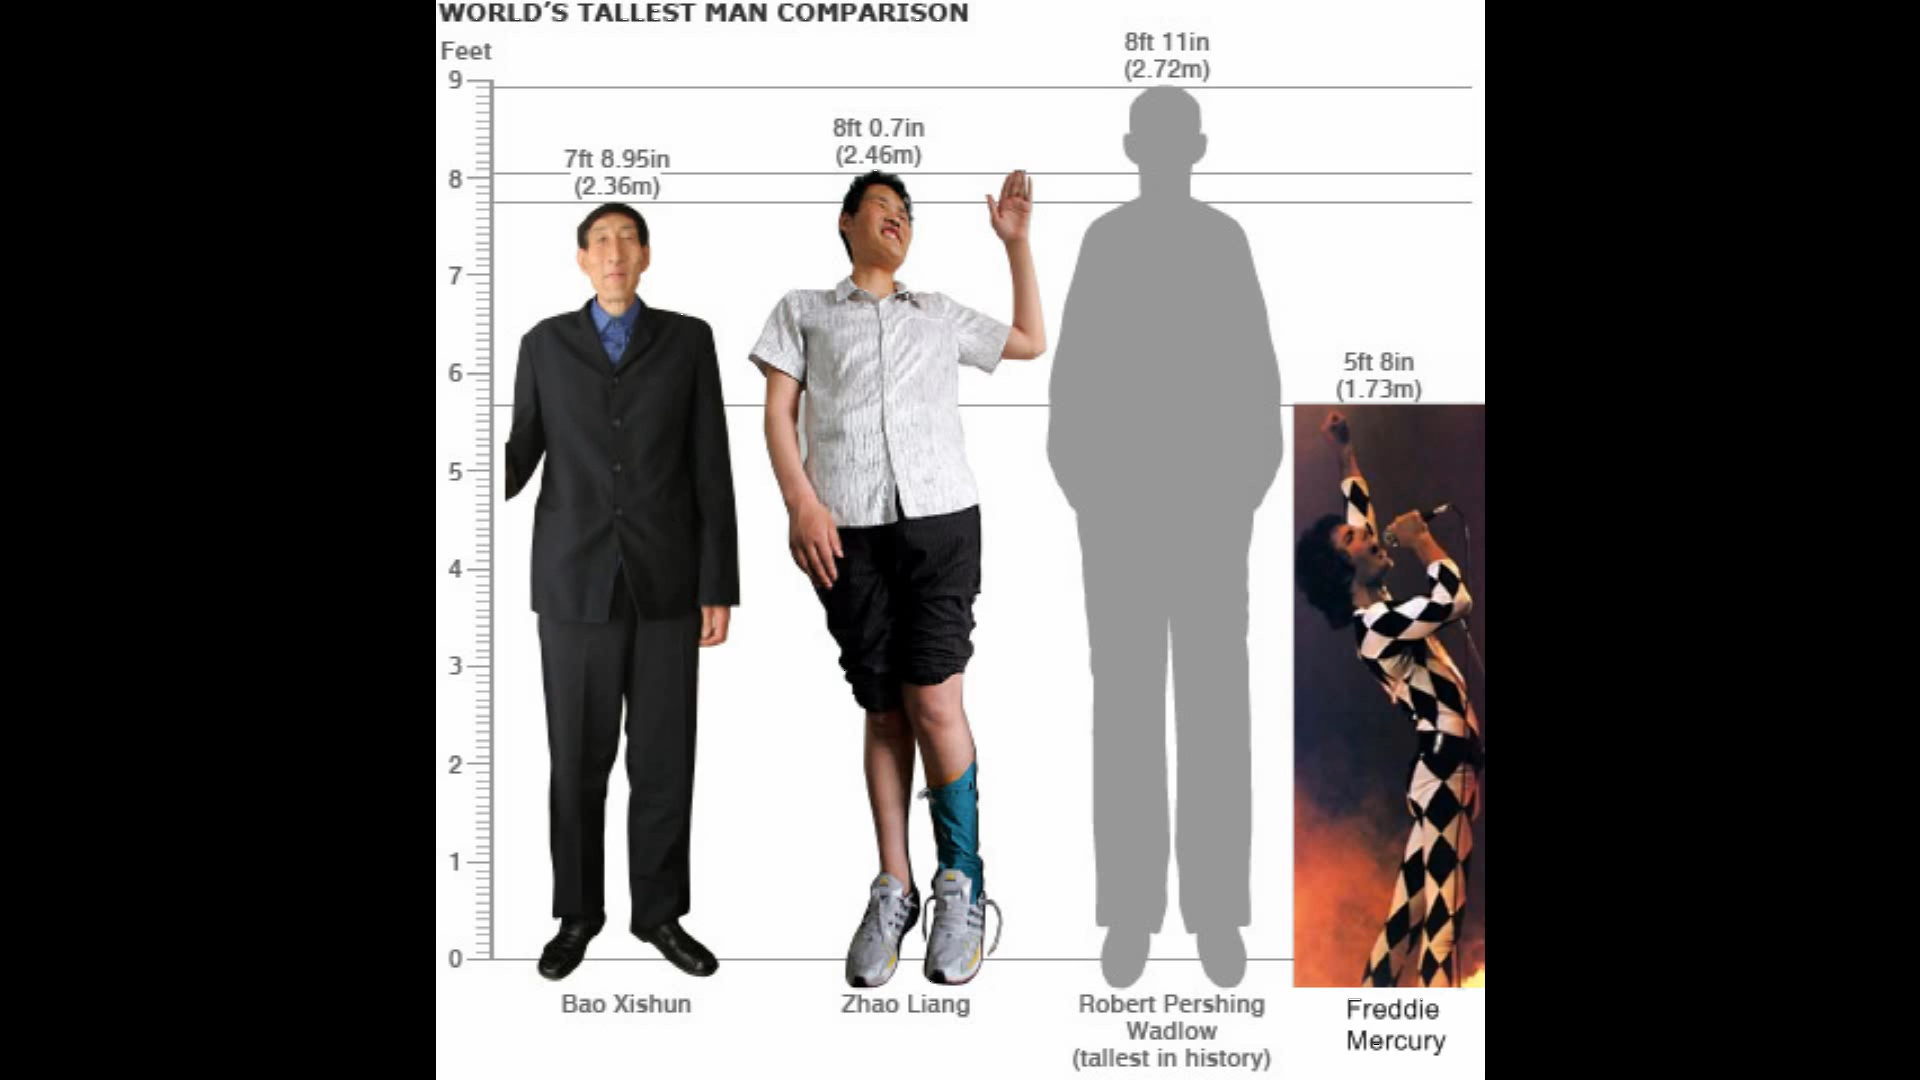 WORLD'S TALLEST MAN COMPARISON
Feet
9
8
7
6
5
4
3
2
1
0
7ft 8.95in
(2.36m)
8ft 0.7in
(2.46m)
8ft 11in
(2.72m)
5ft 8in
(1.73m)
Bao Xishun
Zhao Liang
Robert Pershing
Wadlow
(tallest in history)
Freddie
Mercury